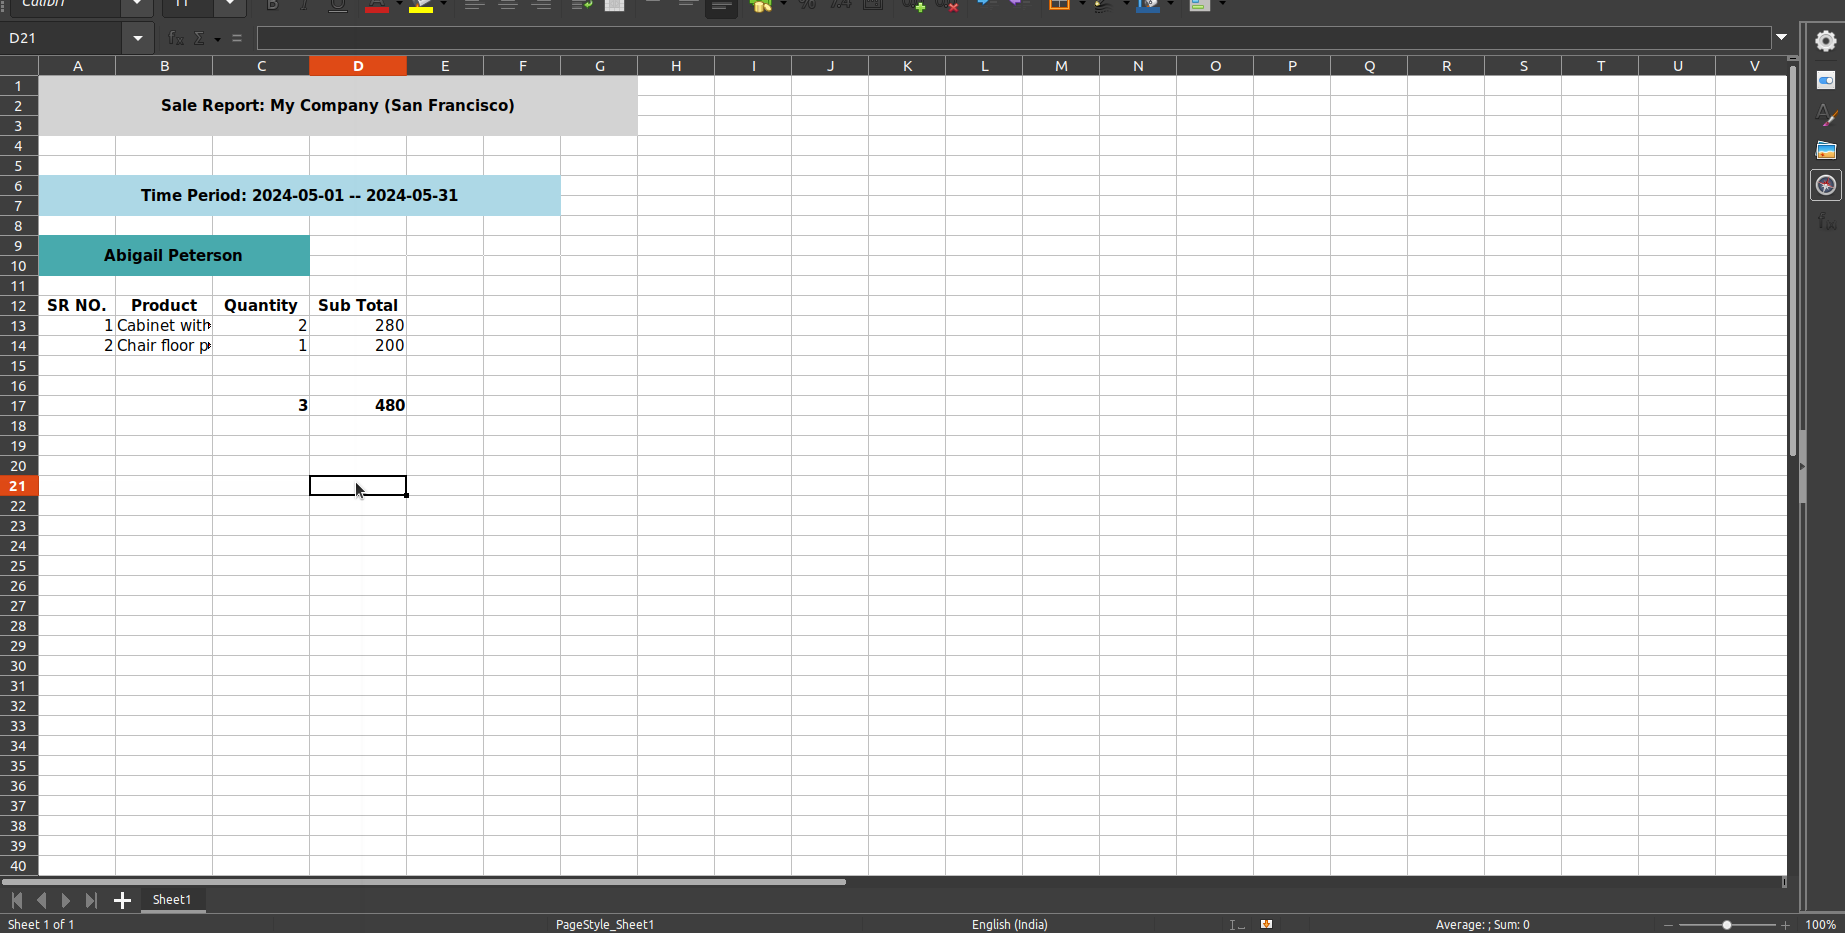 Calibri 11
D21
A B C D E F G H I J K L M N O P Q R S T U V
1
2 Sale Report: My Company (San Francisco)
3
4
5
6
Time Period: 2024-05-01 -- 2024-05-31
7
8
9
Abigail Peterson
10
11
12 SR NO. Product Quantity Sub Total
13 1 Cabinet with 2 280
14 2 Chair floor p 1 200
15
16
17 3 480
18
19
20
21
22
23
24
25
26
27
28
29
30
31
32
33
34
35
36
37
38
39
40
Sheet1
Sheet 1 of 1 PageStyle_Sheet1 English (India) Average: ; Sum: 0 100%